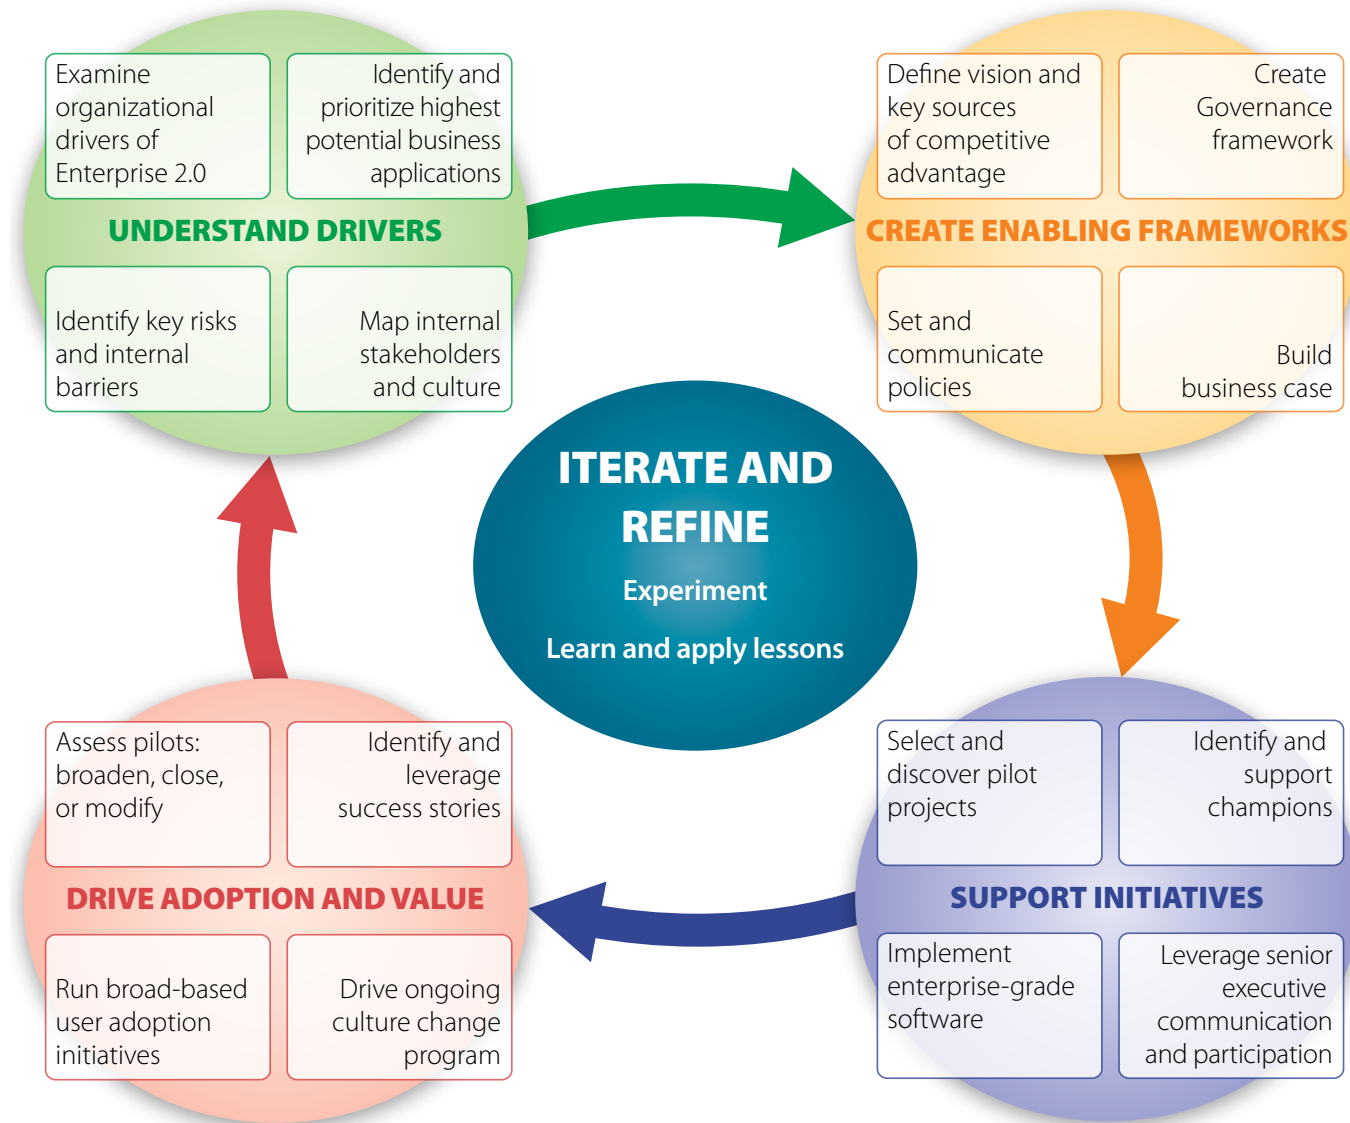 Examine
organizational
drivers of
Enterprise 2.0
Identify and
prioritize highest
potential business
applications
UNDERSTAND DRIVERS
Identify key risks
and internal
barriers
Map internal
stakeholders
and culture
Define vision and
key sources
of competitive
advantage
Create
Governance
framework
CREATE ENABLING FRAMEWORKS
Set and
communicate
policies
Build
business case
ITERATE AND
REFINE
Experiment
Learn and apply lessons
Assess pilots:
broaden, close,
or modify
Identify and
leverage
success stories
DRIVE ADOPTION AND VALUE
Run broad-based
user adoption
initiatives
Drive ongoing
culture change
program
Select and
discover pilot
projects
Identify and
support
champions
SUPPORT INITIATIVES
Implement
enterprise-grade
software
Leverage senior
executive
communication
and participation